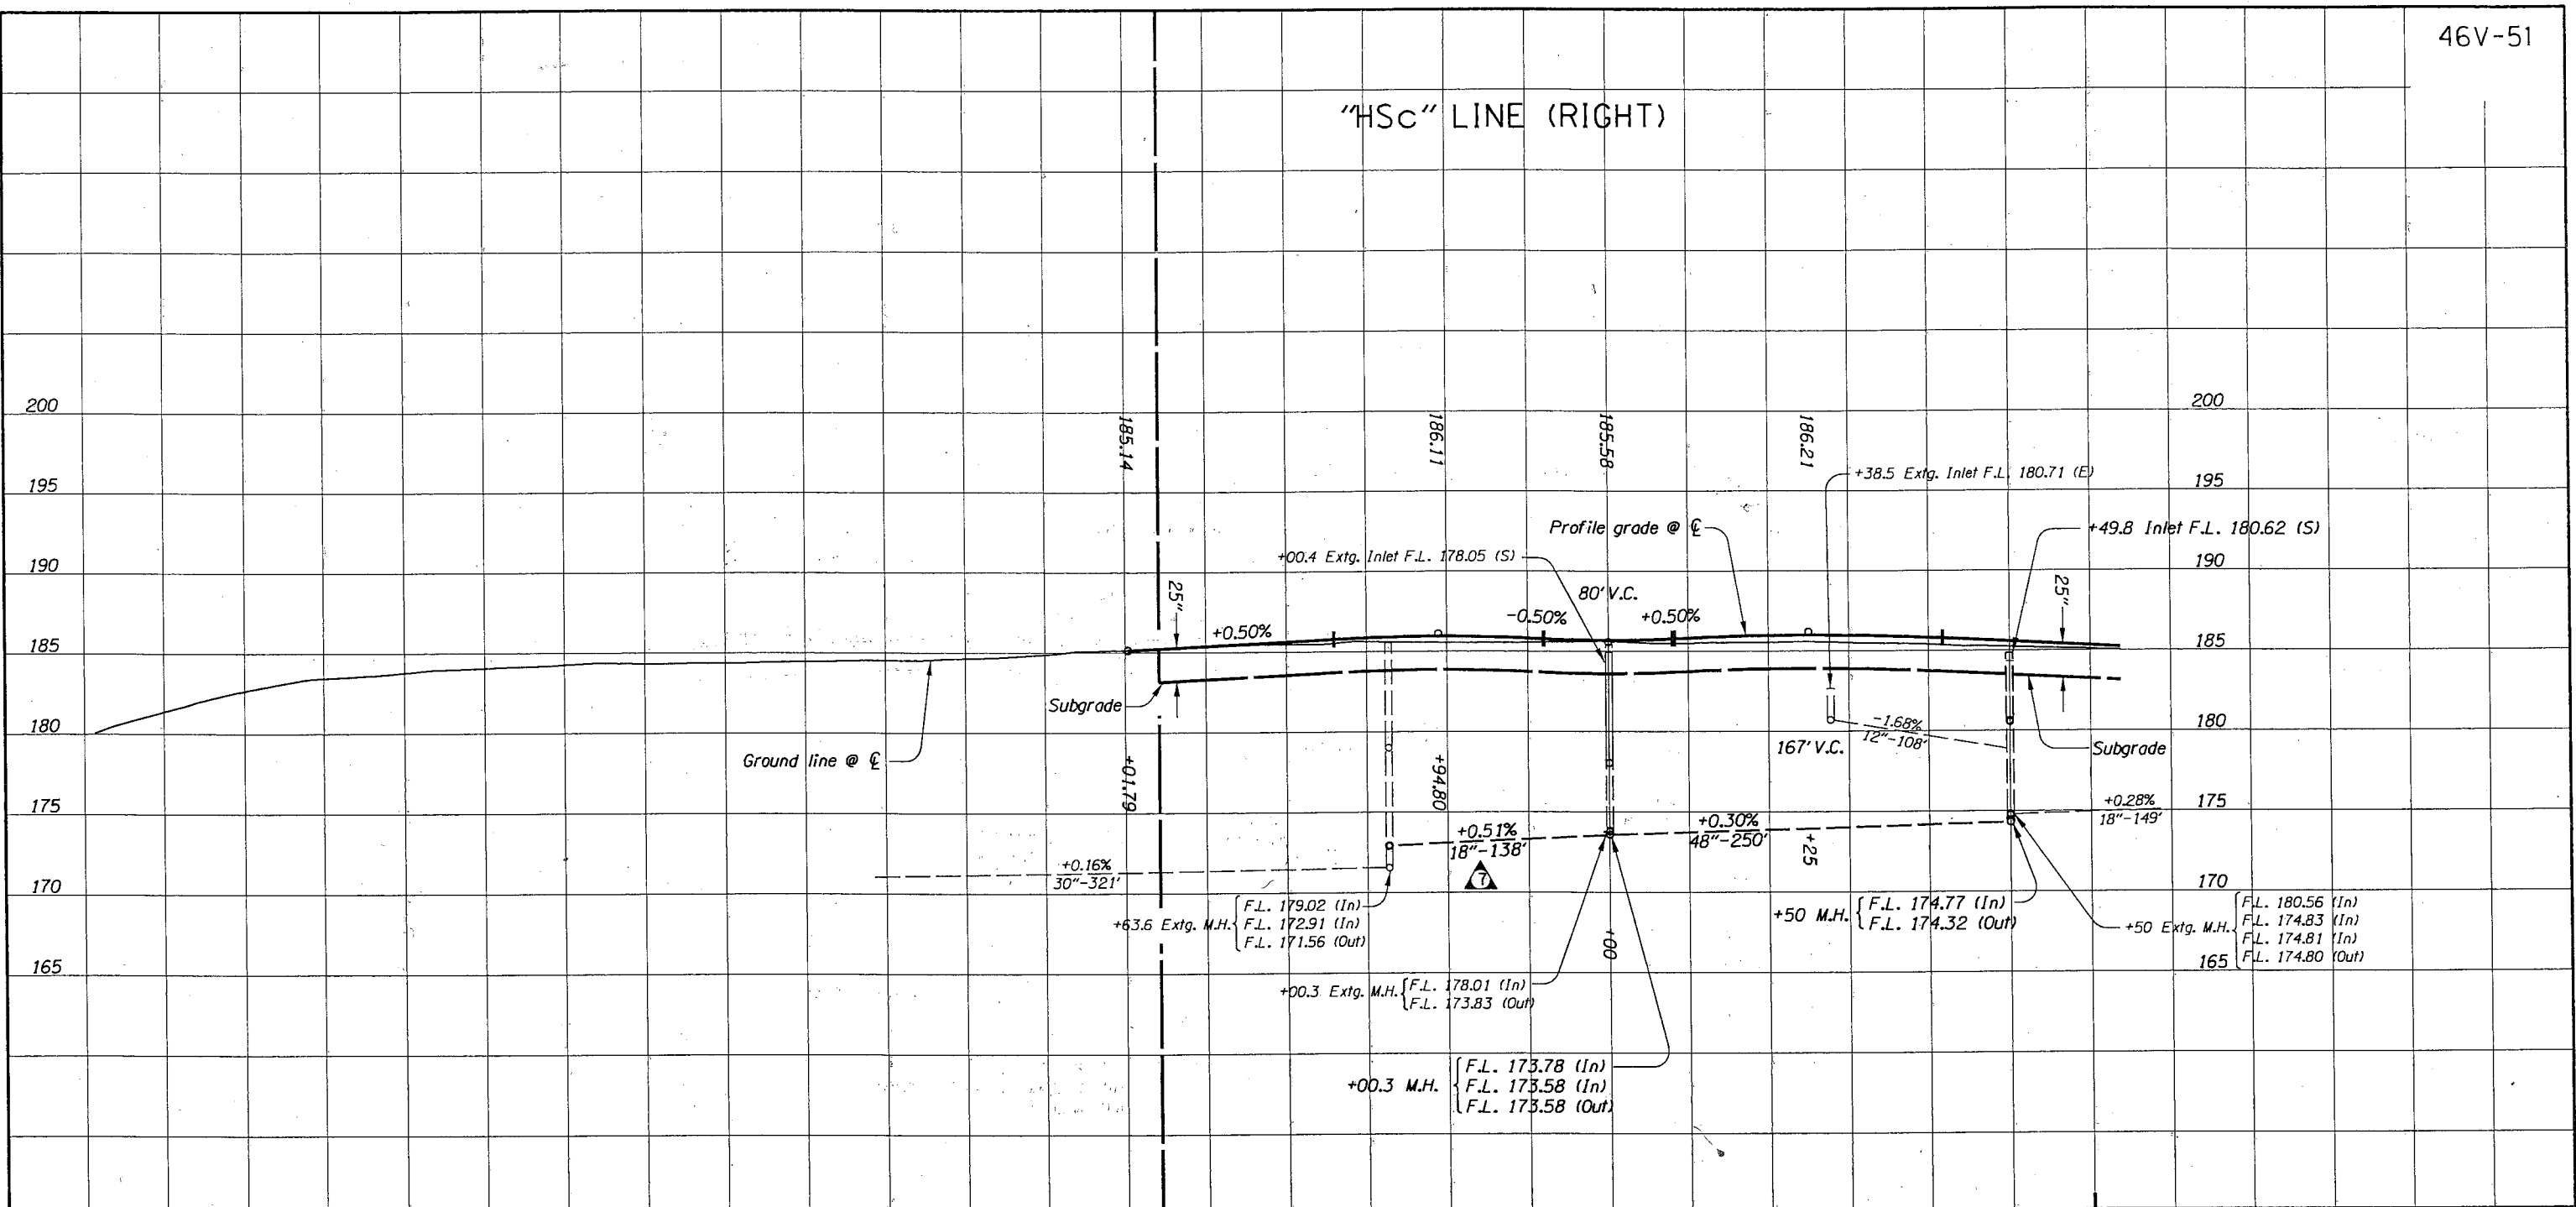 46V-51
"HSc" LINE (RIGHT)
200
200
185.14
186.11
185.58
186.21
+38.5 Extg. Inlet F.L. 180.71 (E)
195
195
Profile grade @ ℄
+49.8 Inlet F.L. 180.62 (S)
+00.4 Extg. Inlet F.L. 178.05 (S)
190
190
25"
80' V.C.
25"
+0.50%
-0.50%
+0.50%
185
185
Subgrade
180
180
-1.68%
12"-108'
167' V.C.
Subgrade
Ground line @ ℄
+01.79
+94.80
175
175
+0.28%
18"-149'
+0.51%
18"-138'
7
+0.30%
48"-250'
+25
+0.16%
30"-321'
170
170
+63.6 Extg. M.H.
F.L. 179.02 (In)
F.L. 172.91 (In)
F.L. 171.56 (Out)
+50 M.H.
F.L. 174.77 (In)
F.L. 174.32 (Out)
+50 Extg. M.H.
F.L. 180.56 (In)
F.L. 174.83 (In)
F.L. 174.81 (In)
F.L. 174.80 (Out)
+00
165
165
+00.3 Extg. M.H.
F.L. 178.01 (In)
F.L. 173.83 (Out)
+00.3 M.H.
F.L. 173.78 (In)
F.L. 173.58 (In)
F.L. 173.58 (Out)